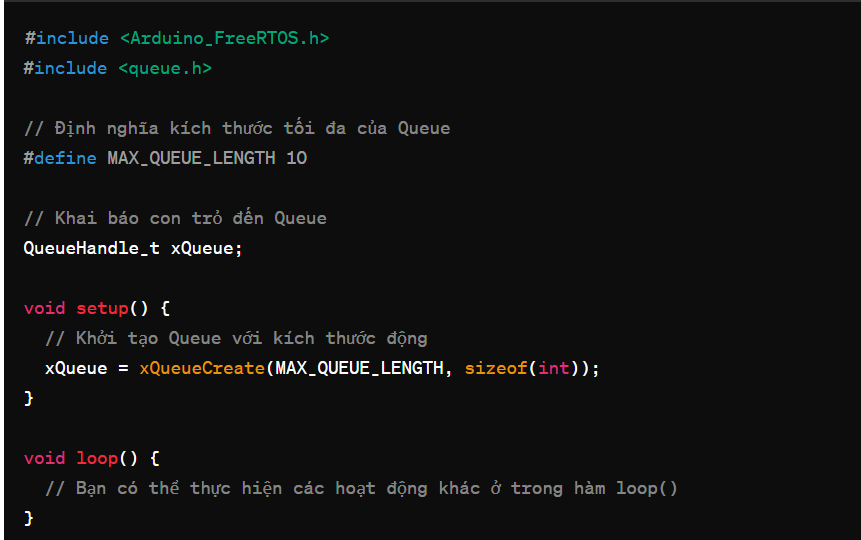 #include <Arduino_FreeRTOS.h>
#include <queue.h>
// Định nghĩa kích thước tối đa của Queue
#define MAX_QUEUE_LENGTH 10
// Khai báo con trỏ đến Queue
QueueHandle_t xQueue;
void setup() {
// Khởi tạo Queue với kích thước động
xQueue = xQueueCreate(MAX_QUEUE_LENGTH, sizeof(int));
}
void loop() {
// Bạn có thể thực hiện các hoạt động khác ở trong hàm loop()
}